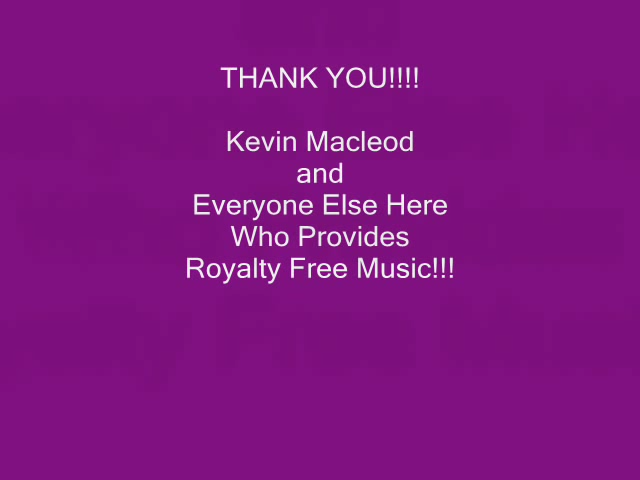 THANK YOU!!!!
Kevin Macleod
and
Everyone Else Here
Who Provides
Royalty Free Music!!!